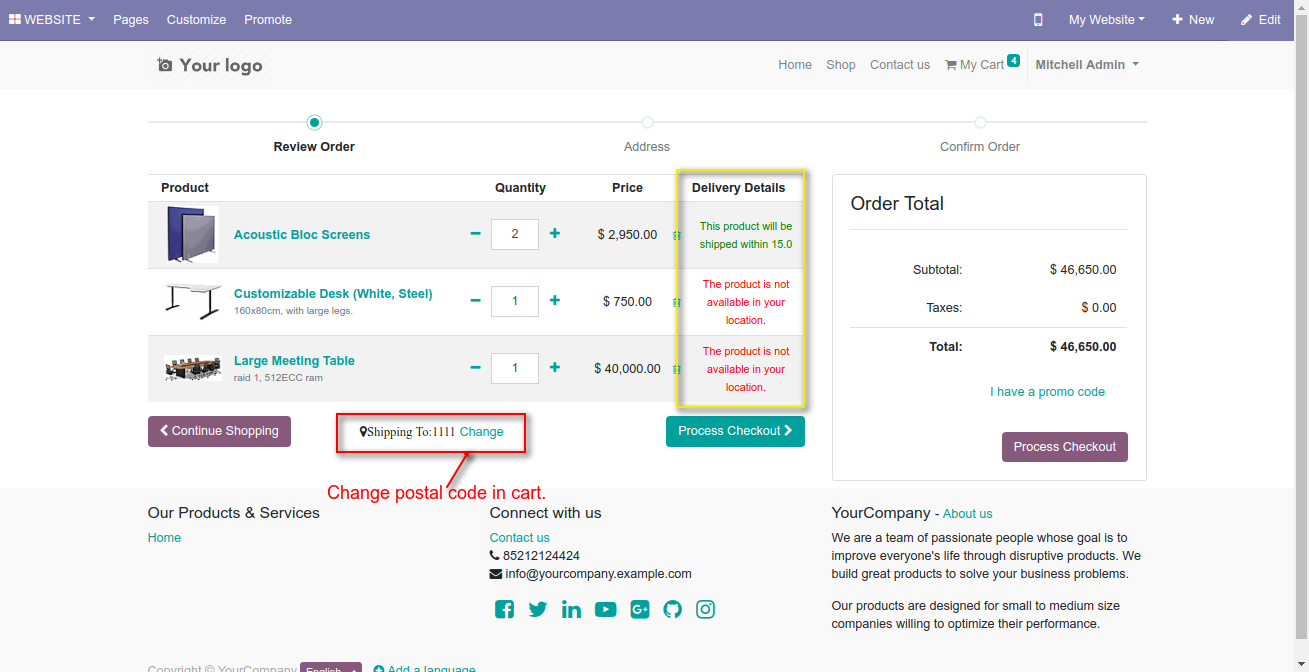 WEBSITE Pages Customize Promote My Website New Edit
Your logo Home Shop Contact us My Cart 4 Mitchell Admin
Review Order Address Confirm Order
Product Quantity Price Delivery Details
Acoustic Bloc Screens 2 $ 2,950.00
This product will be
shipped within 15.0
Customizable Desk (White, Steel)
160x80cm, with large legs.
1 $ 750.00
The product is not
available in your
location.
Large Meeting Table
raid 1, 512ECC ram
1 $ 40,000.00
The product is not
available in your
location.
Continue Shopping Shipping To:1111 Change Process Checkout
Change postal code in cart.
Order Total
Subtotal: $ 46,650.00
Taxes: $ 0.00
Total: $ 46,650.00
I have a promo code
Process Checkout
Our Products & Services
Home
Connect with us
Contact us
85212124424
info@yourcompany.example.com
YourCompany - About us
We are a team of passionate people whose goal is to
improve everyone's life through disruptive products. We
build great products to solve your business problems.
Our products are designed for small to medium size
companies willing to optimize their performance.
Copyright © YourCompany English Add a language